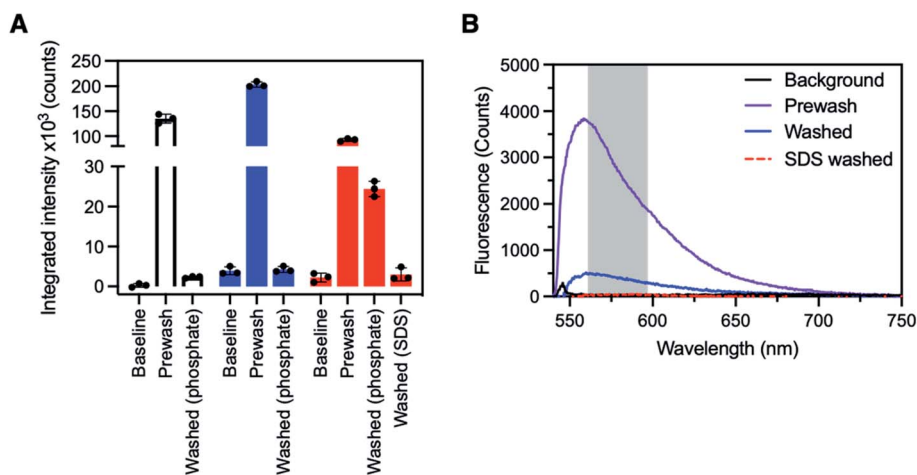 A
Integrated intensity x10³ (counts)
250
200
150
100
50
30
20
10
0
Baseline
Prewash
Washed (phosphate)
Baseline
Prewash
Washed (phosphate)
Baseline
Prewash
Washed (phosphate)
Washed (SDS)
B
Fluorescence (Counts)
5000
4000
3000
2000
1000
500
0
Background
Prewash
Washed
SDS washed
550
600
650
700
750
Wavelength (nm)